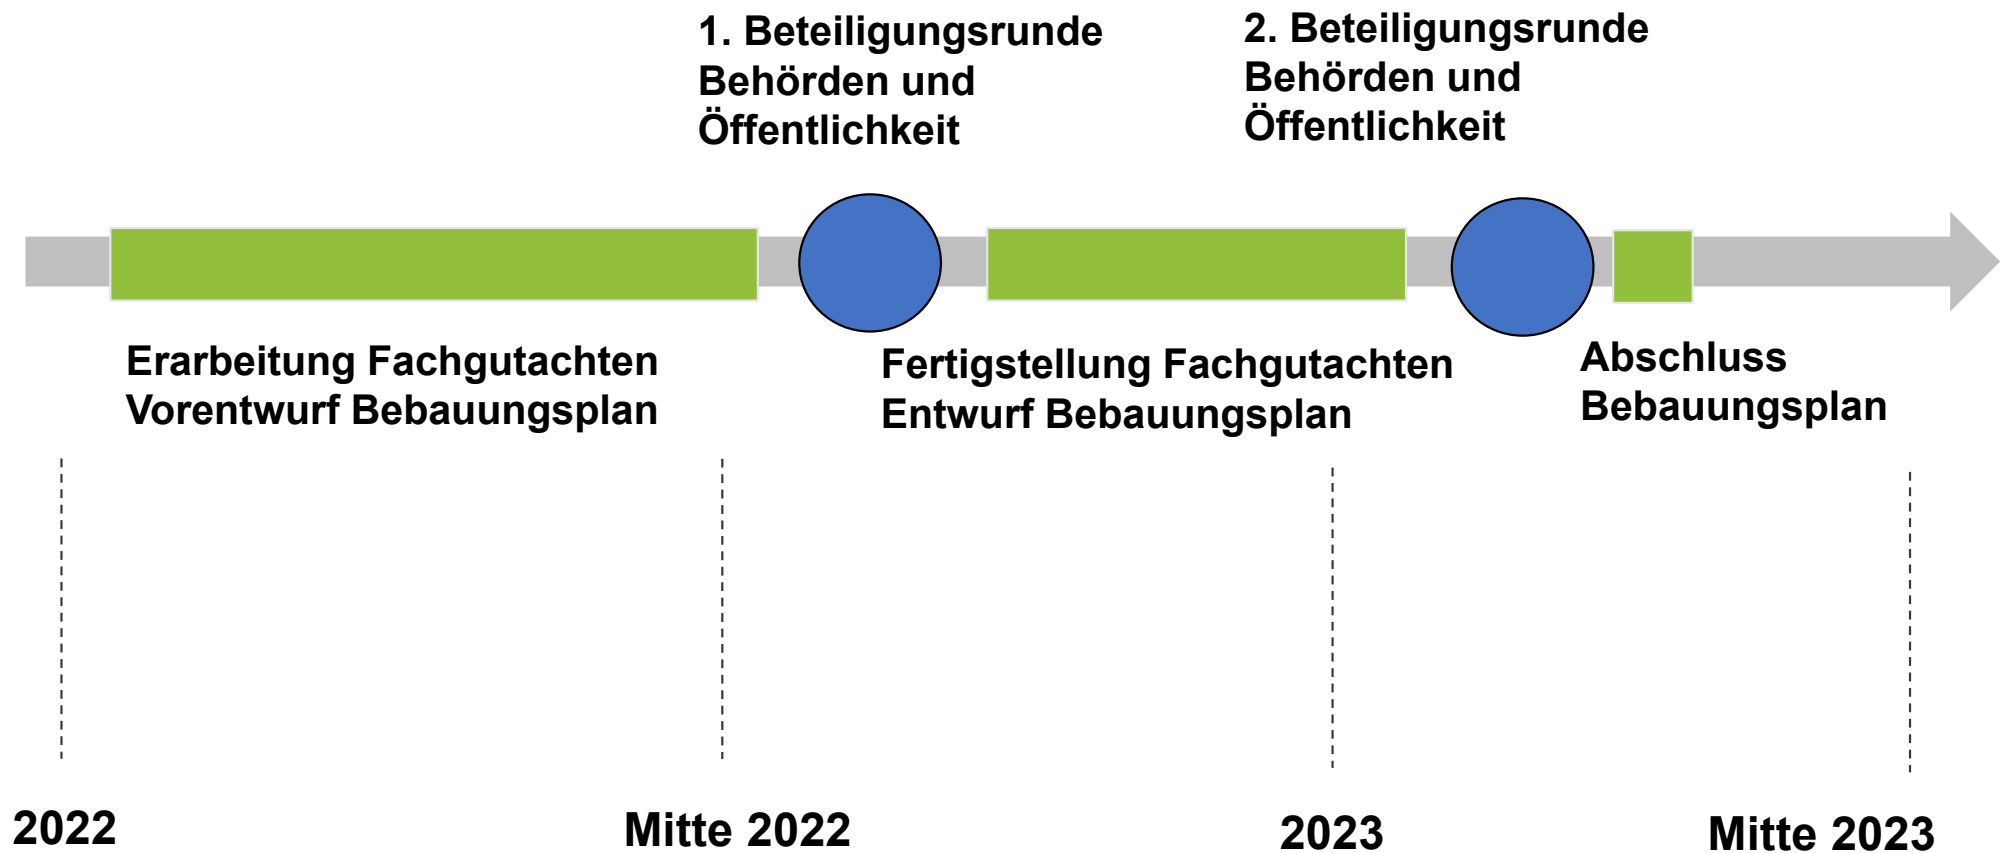 1. Beteiligungsrunde
Behörden und
Öffentlichkeit
2. Beteiligungsrunde
Behörden und
Öffentlichkeit
Erarbeitung Fachgutachten
Vorentwurf Bebauungsplan
Fertigstellung Fachgutachten
Entwurf Bebauungsplan
Abschluss
Bebauungsplan
2022
Mitte 2022
2023
Mitte 2023